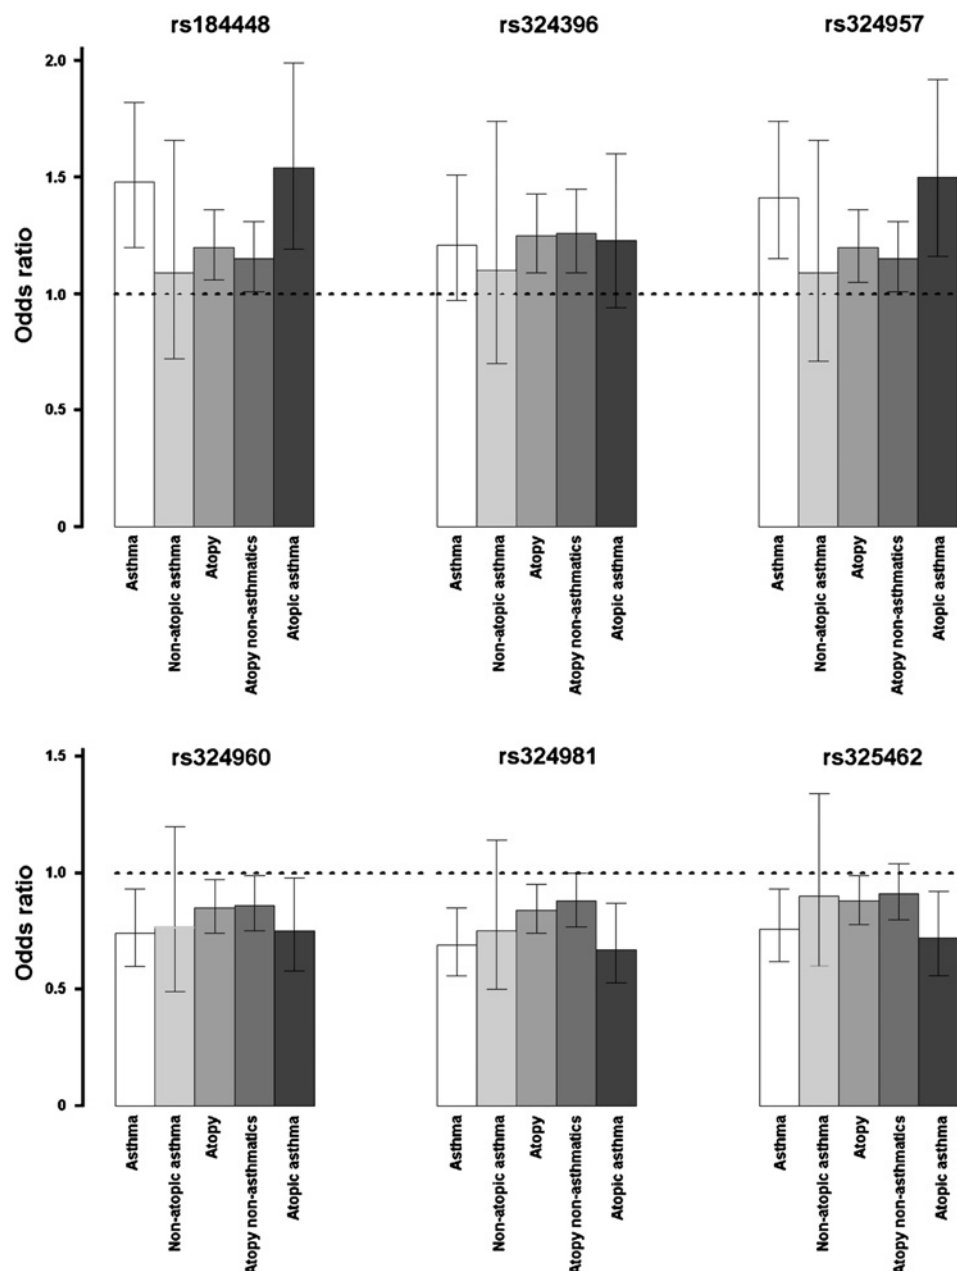 rs184448 rs324396 rs324957
2.0
1.5
1.0
0.5
0
Odds ratio
Asthma
Non-atopic asthma
Atopy
Atopy non-asthmatics
Atopic asthma
Asthma
Non-atopic asthma
Atopy
Atopy non-asthmatics
Atopic asthma
Asthma
Non-atopic asthma
Atopy
Atopy non-asthmatics
Atopic asthma
rs324960 rs324981 rs325462
1.5
1.0
0.5
0
Odds ratio
Asthma
Non-atopic asthma
Atopy
Atopy non-asthmatics
Atopic asthma
Asthma
Non-atopic asthma
Atopy
Atopy non-asthmatics
Atopic asthma
Asthma
Non-atopic asthma
Atopy
Atopy non-asthmatics
Atopic asthma